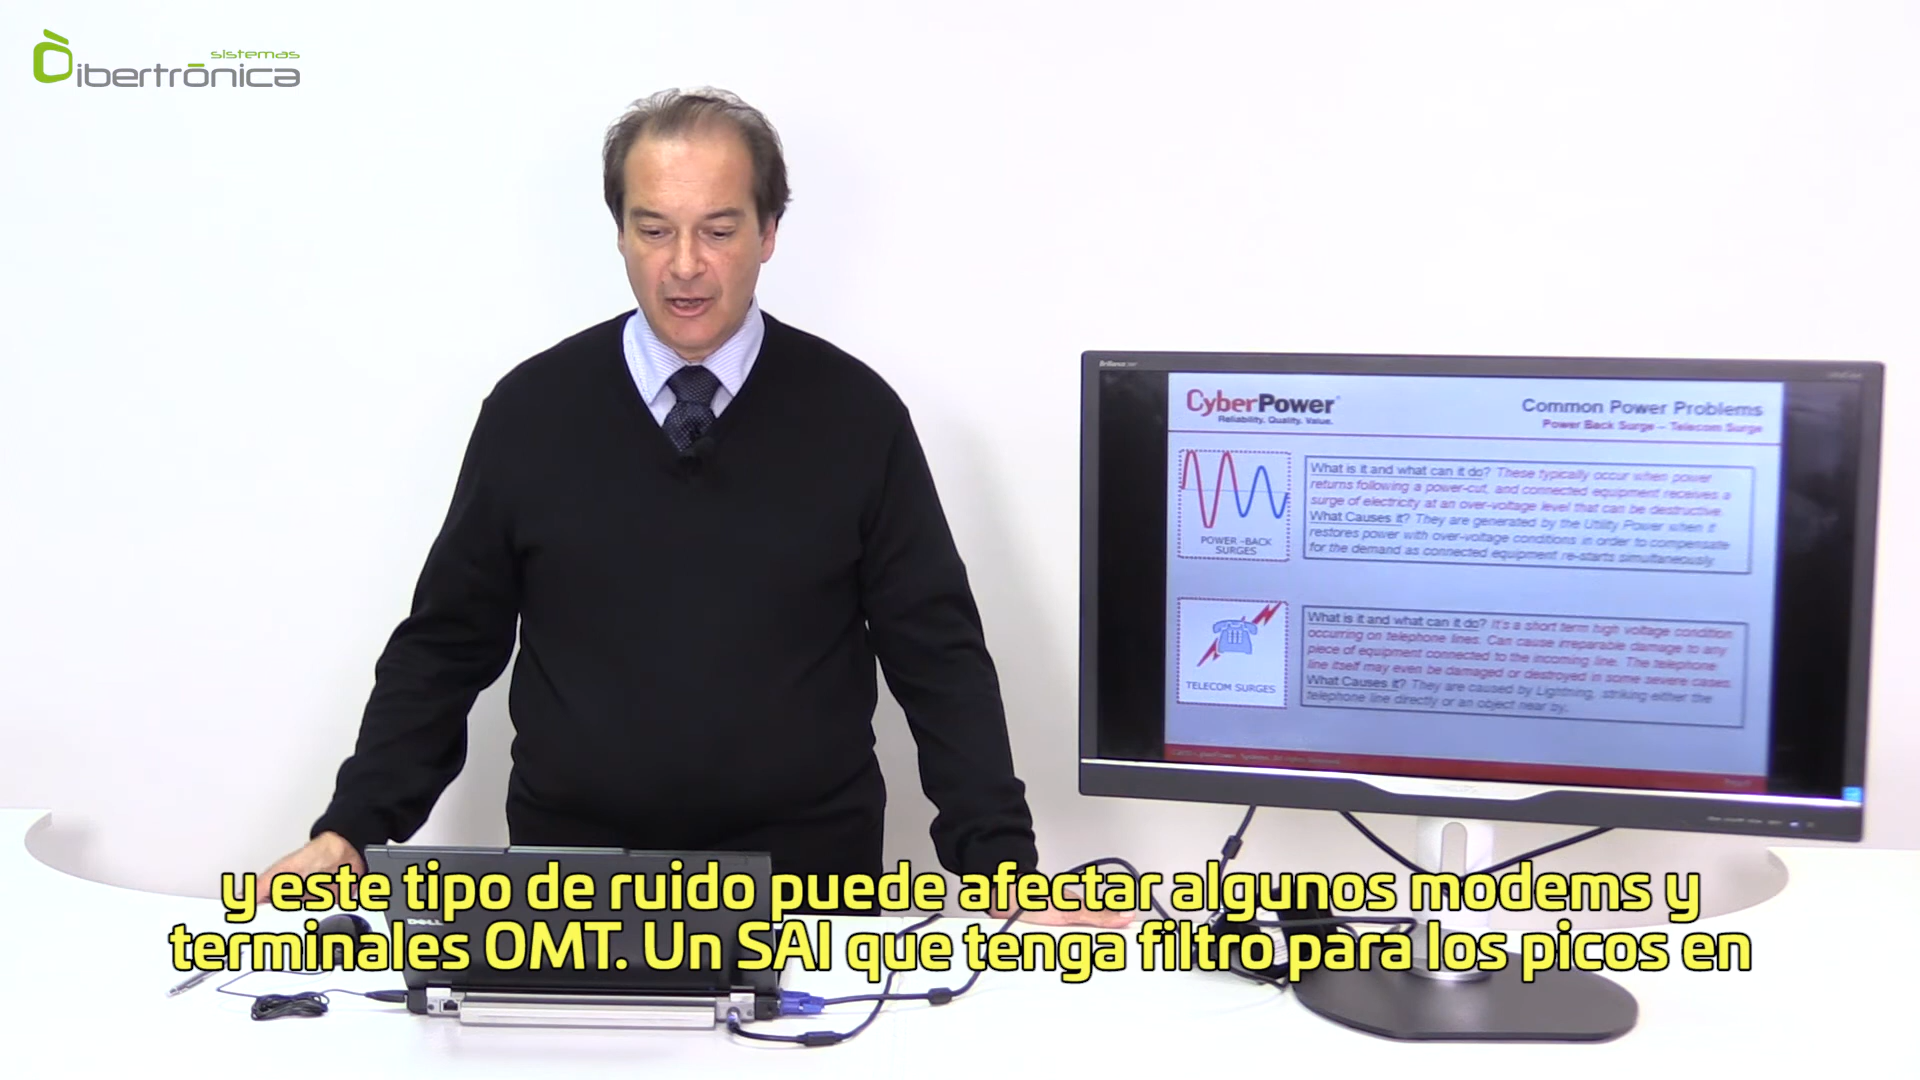 sistemas
ibertrónica
Brilliance
CyberPower
Reliability. Quality. Value.
Common Power Problems
Power Back Surge – Telecom Surge
What is it and what can it do? These typically occur when power
returns following a power-cut, and connected equipment receives a
surge of electricity at an over-voltage level that can be destructive.
What Causes it? They are generated by the Utility Power when it
restores power with over-voltage conditions in order to compensate
for the demand as connected equipment re-starts simultaneously.
POWER –BACK
SURGES
What is it and what can it do? It's a short term high voltage condition
occurring on telephone lines. Can cause irreparable damage to any
piece of equipment connected to the incoming line. The telephone
line itself may even be damaged or destroyed in some severe cases.
What Causes it? They are caused by Lightning, striking either the
telephone line directly or an object near by.
TELECOM SURGES
PHILIPS
DELL
y este tipo de ruido puede afectar algunos modems y
terminales OMT. Un SAI que tenga filtro para los picos en